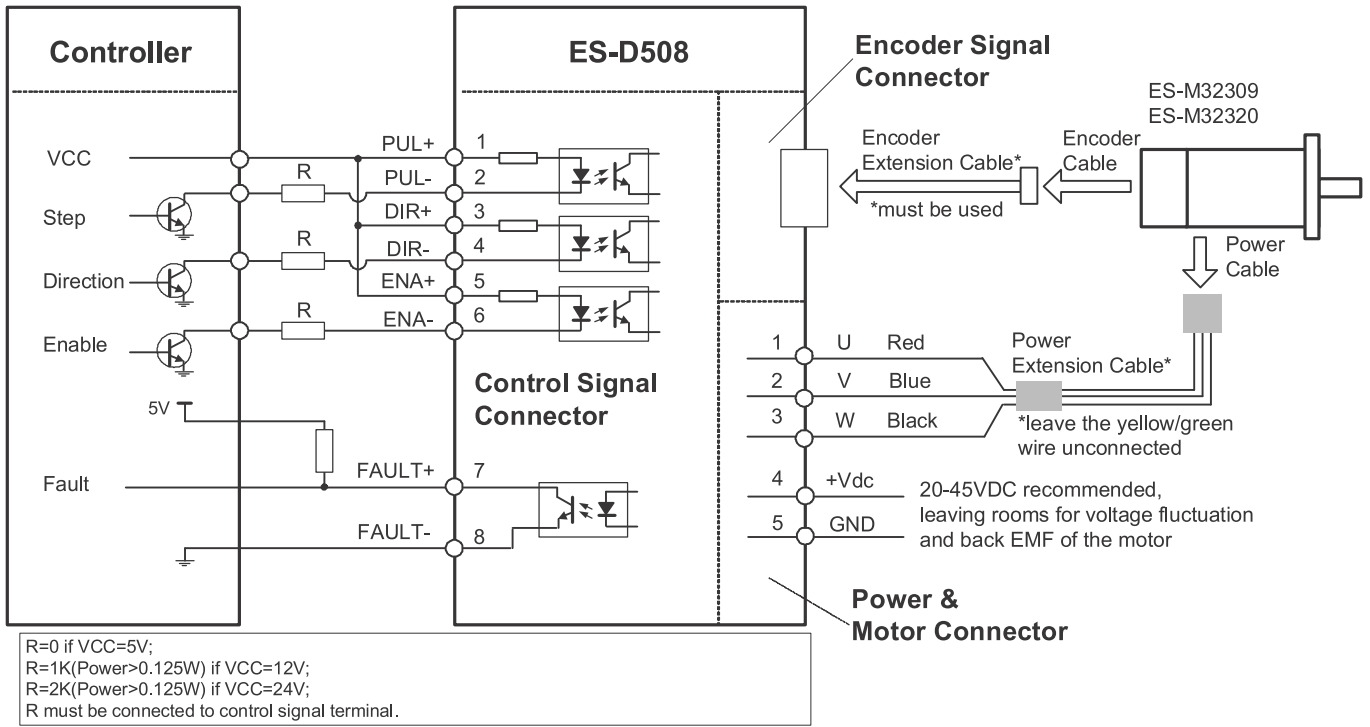 Controller
VCC
Step
Direction
Enable
5V
Fault
R
R
R
PUL+
PUL-
DIR+
DIR-
ENA+
ENA-
FAULT+
FAULT-
ES-D508
1
2
3
4
5
6
7
8
Control Signal
Connector
Encoder Signal
Connector
Encoder
Extension Cable*
*must be used
Encoder
Cable
ES-M32309
ES-M32320
Power
Cable
1 U Red
2 V Blue
3 W Black
Power
Extension Cable*
*leave the yellow/green
wire unconnected
4 +Vdc
5 GND
20-45VDC recommended,
leaving rooms for voltage fluctuation
and back EMF of the motor
Power &
Motor Connector
R=0 if VCC=5V;
R=1K(Power>0.125W) if VCC=12V;
R=2K(Power>0.125W) if VCC=24V;
R must be connected to control signal terminal.